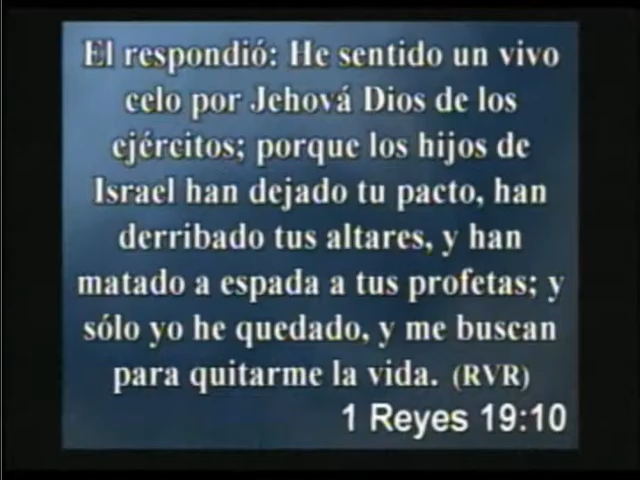 El respondió: He sentido un vivo
celo por Jehová Dios de los
ejércitos; porque los hijos de
Israel han dejado tu pacto, han
derribado tus altares, y han
matado a espada a tus profetas; y
sólo yo he quedado, y me buscan
para quitarme la vida. (RVR)
1 Reyes 19:10